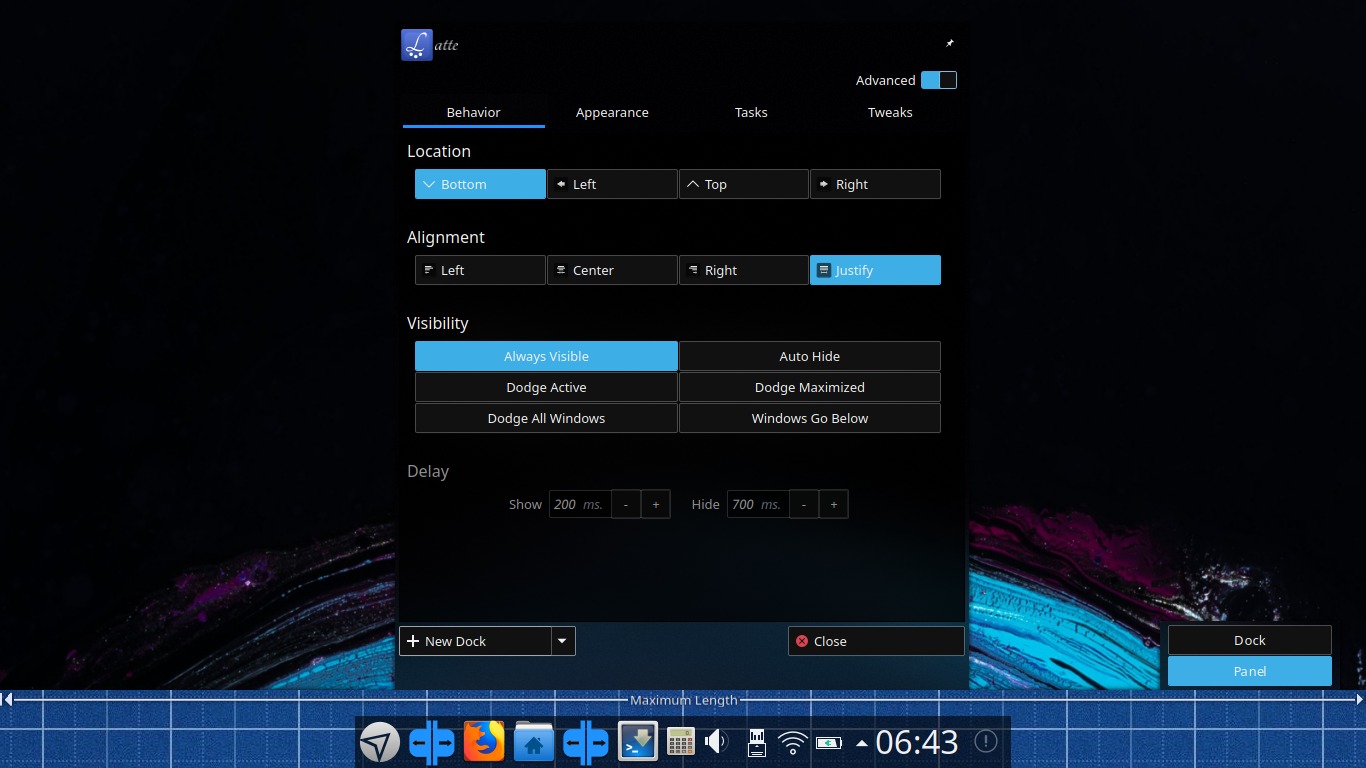 Latte
Advanced
Behavior Appearance Tasks Tweaks
Location
Bottom Left Top Right
Alignment
Left Center Right Justify
Visibility
Always Visible Auto Hide
Dodge Active Dodge Maximized
Dodge All Windows Windows Go Below
Delay
Show 200 ms. - + Hide 700 ms. - +
New Dock Close
Dock
Panel
Maximum Length
>_
06:43